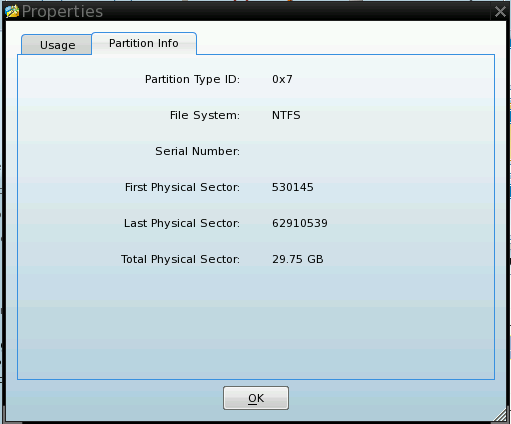 Properties
Usage
Partition Info
Partition Type ID: 0x7
File System: NTFS
Serial Number:
First Physical Sector: 530145
Last Physical Sector: 62910539
Total Physical Sector: 29.75 GB
OK